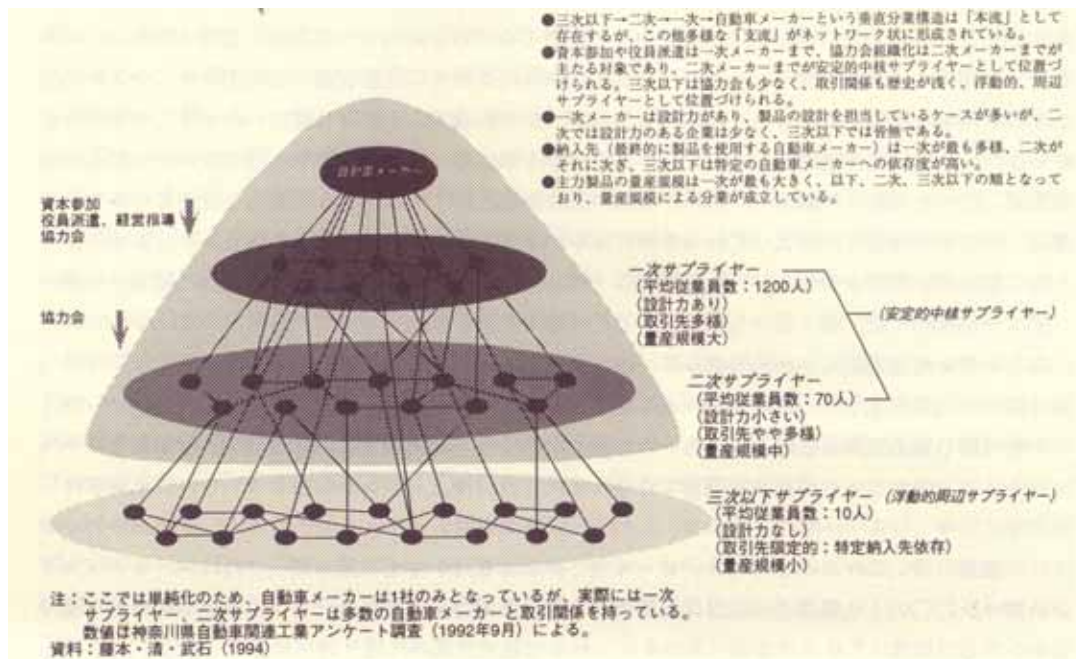 ●三次以下→二次→一次→自動車メーカーという垂直分業構造は「本流」として
存在するが、この他多様な「支流」がネットワーク状に形成されている。
●資本参加や役員派遣は一次メーカーまで、協力会組織化は二次メーカーまでが
主たる対象であり、二次メーカーまでが安定的中核サプライヤーとして位置づ
けられる。三次以下は協力会も少なく、取引関係も歴史が浅く、浮動的、周辺
サプライヤーとして位置づけられる。
●一次メーカーは設計力があり、製品の設計を担当しているケースが多いが、二
次では設計力のある企業は少なく、三次以下では皆無である。
●納入先（最終的に製品を使用する自動車メーカー）は一次が最も多様、二次が
それに次ぎ、三次以下は特定の自動車メーカーへの依存度が高い。
●主力製品の量産規模は一次が最も大きく、以下、二次、三次以下の順となって
おり、量産規模による分業が成立している。
自動車メーカー
資本参加
役員派遣、経営指導
協力会
協力会
一次サプライヤー
（平均従業員数：1200人）
（設計力あり）
（取引先多様）
（量産規模大）
（安定的中核サプライヤー）
二次サプライヤー
（平均従業員数：70人）
（設計力小さい）
（取引先やや多様）
（量産規模中）
三次以下サプライヤー（浮動的周辺サプライヤー）
（平均従業員数：10人）
（設計力なし）
（取引先限定的：特定納入先依存）
（量産規模小）
注：ここでは単純化のため、自動車メーカーは1社のみとなっているが、実際には一次
サプライヤー、二次サプライヤーは多数の自動車メーカーと取引関係を持っている。
数値は神奈川県自動車関連工業アンケート調査（1992年9月）による。
資料：藤本・清・武石（1994）